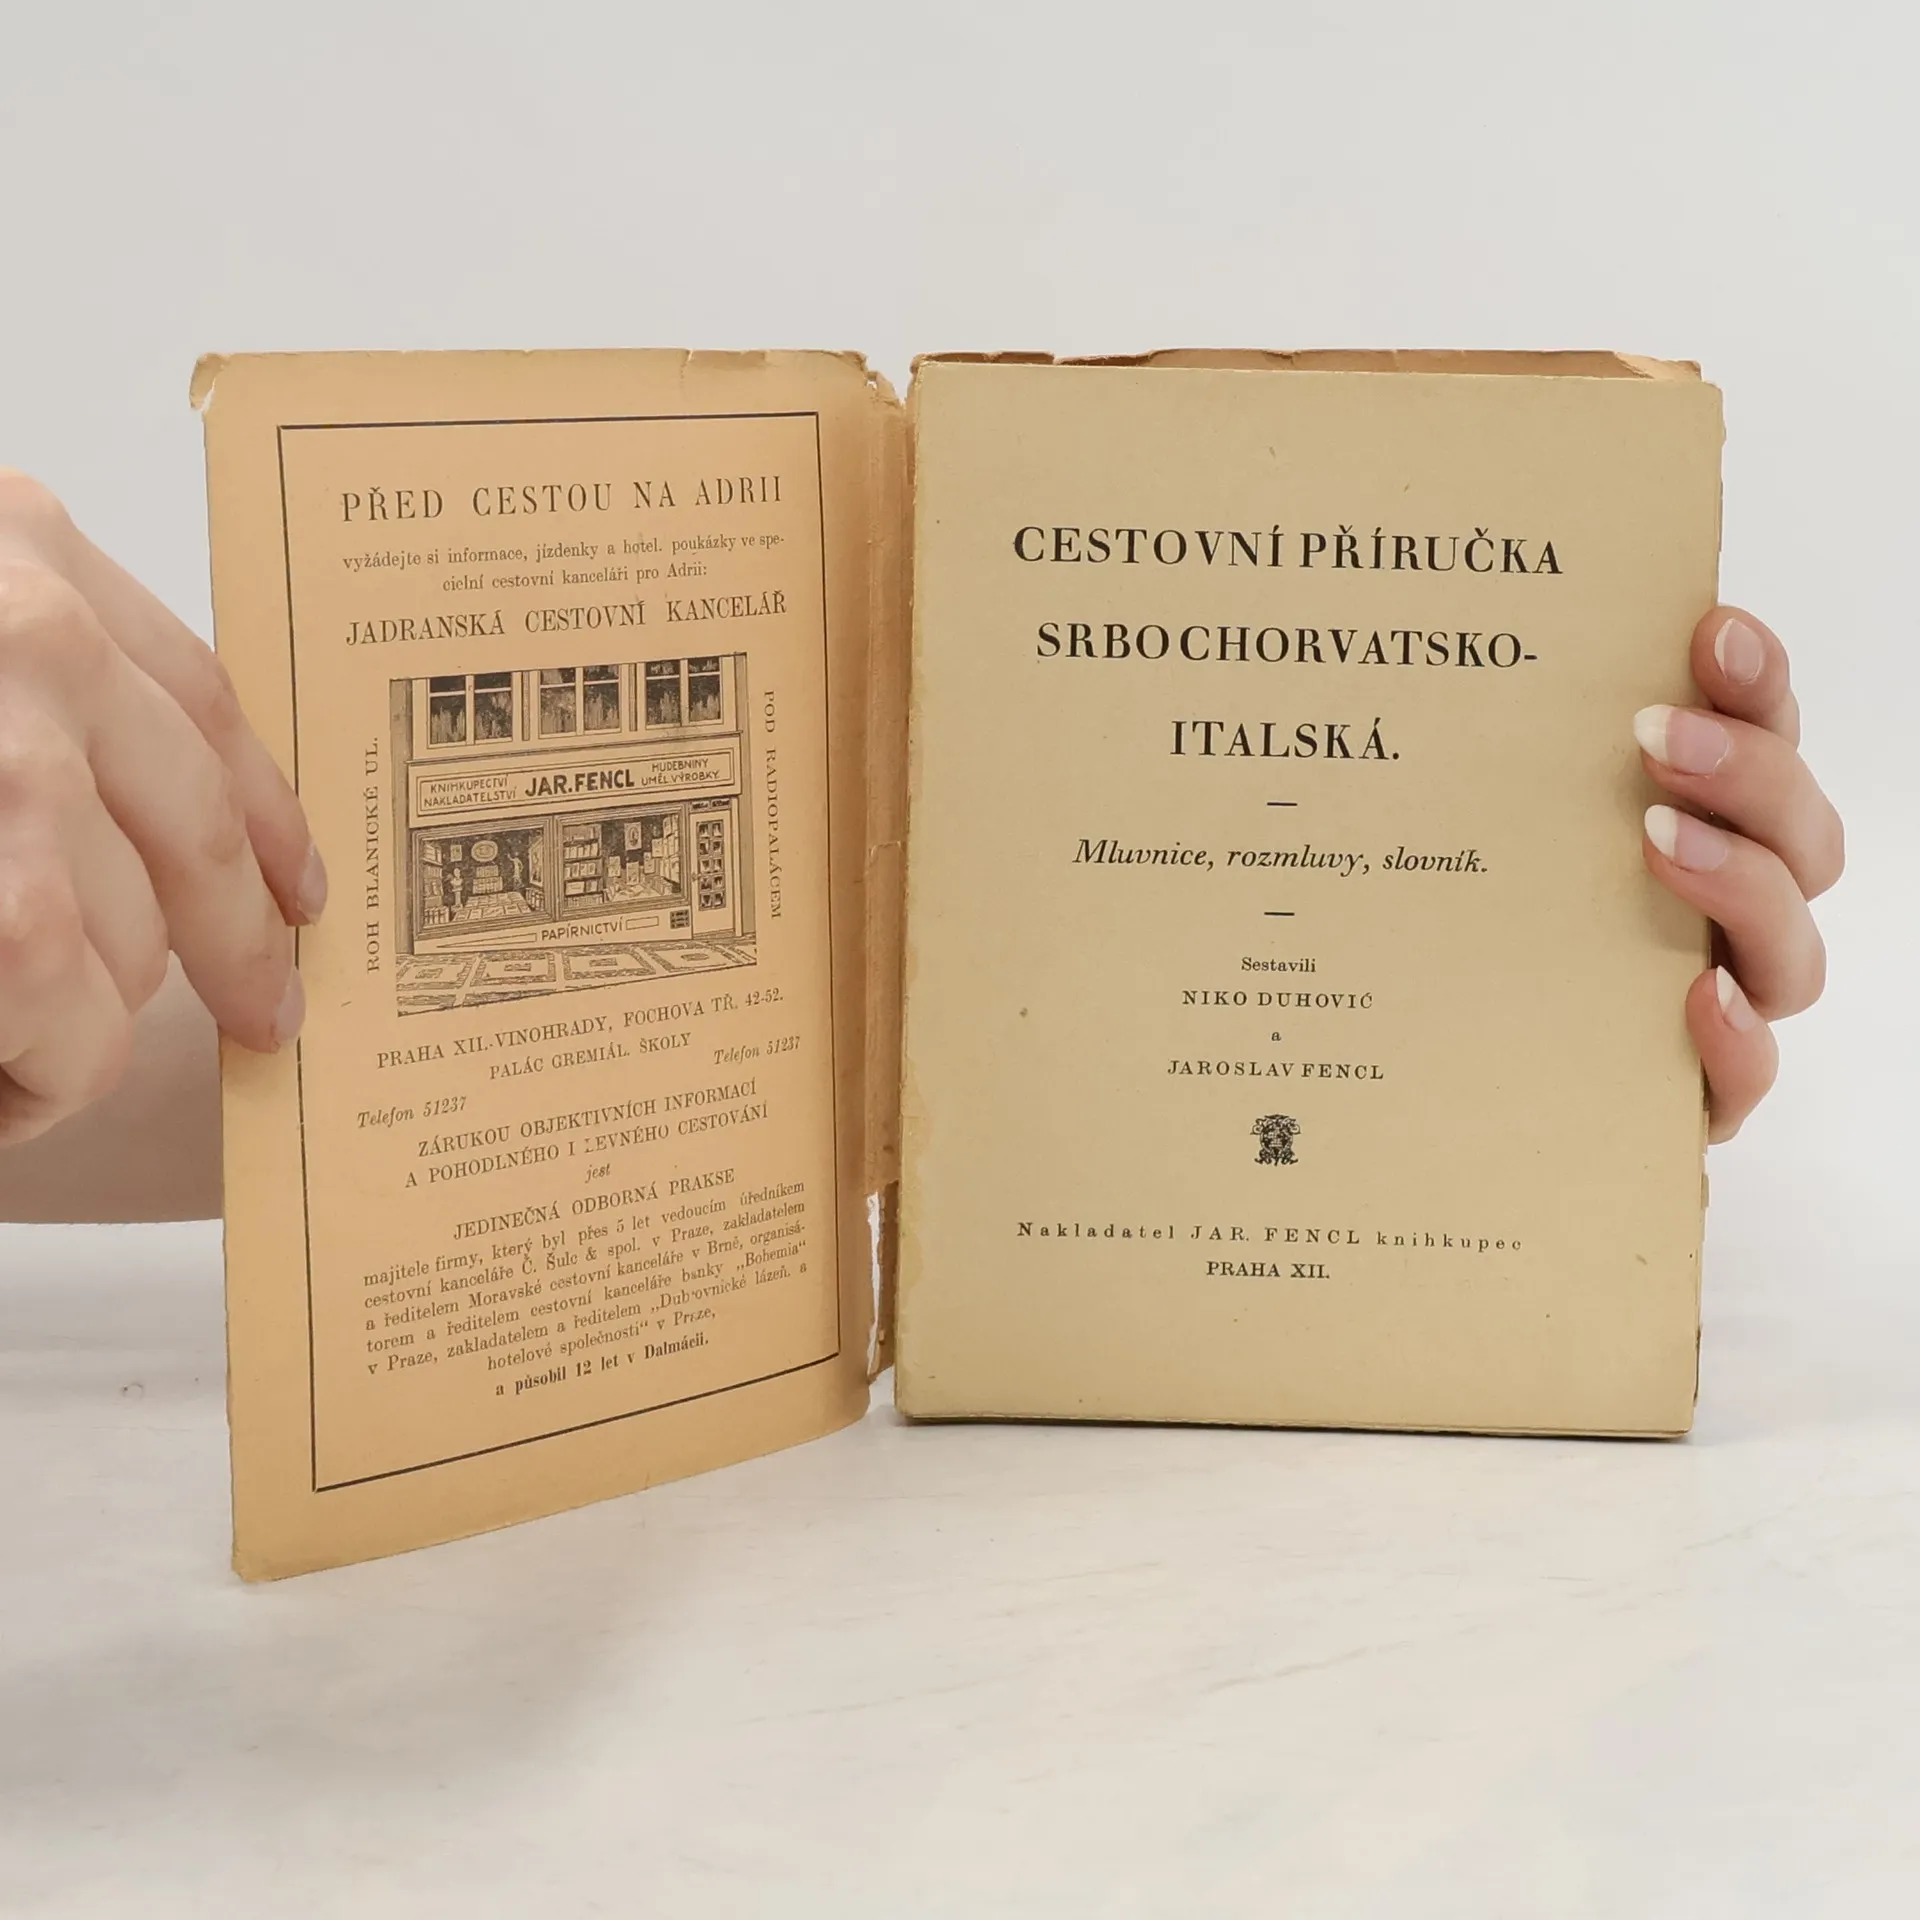 PŘED CESTOU NA ADRII
vyžádejte si informace, jízdenky a hotel. poukázky ve spe-
cielní cestovní kanceláři pro Adrii:
JADRANSKÁ CESTOVNÍ KANCELÁŘ
ROH BLANICKÉ UL.
KNIHKUPECTVÍ
NAKLADATELSTVÍ
JAR. FENCL
HUDEBNINY
UMĚL. VÝROBKY
PAPÍRNICTVÍ
POD RADIOPALÁCEM
PRAHA XII.-VINOHRADY, FOCHOVA TŘ. 42-52.
PALÁC GREMIÁL. ŠKOLY
Telefon 51237
Telefon 51237
ZÁRUKOU OBJEKTIVNÍCH INFORMACÍ
A POHODLNÉHO I LEVNÉHO CESTOVÁNÍ
jest
JEDINEČNÁ ODBORNÁ PRAKSE
majitele firmy, který byl přes 5 let vedoucím úředníkem
cestovní kanceláře Č. Šulc & spol. v Praze, zakladatelem
a ředitelem Moravské cestovní kanceláře v Brně, organisá-
torem a ředitelem cestovní kanceláře banky „Bohemia“
v Praze, zakladatelem a ředitelem „Dubrovnické lázeň. a
hotelové společnosti“ v Praze,
a působil 12 let v Dalmácii.
CESTOVNÍ PŘÍRUČKA
SRBOCHORVATSKO-
ITALSKÁ.
Mluvnice, rozmluvy, slovník.
Sestavili
NIKO DUHOVIĆ
a
JAROSLAV FENCL
Nakladatel JAR. FENCL knihkupec
PRAHA XII.